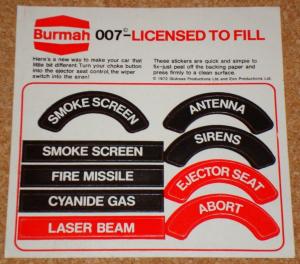 Burmah 007 LICENSED TO FILL
Here's a new way to make your car that
little bit different. Turn your choke button
into the ejector seat control, the wiper
switch into the siren!
These stickers are quick and simple to
fix—just peel off the backing paper and
press firmly to a clean surface.
© 1972 Glidrose Productions Ltd. and Eon Productions Ltd.
SMOKE SCREEN
ANTENNA
SIRENS
SMOKE SCREEN
FIRE MISSILE
EJECTOR SEAT
CYANIDE GAS
ABORT
LASER BEAM